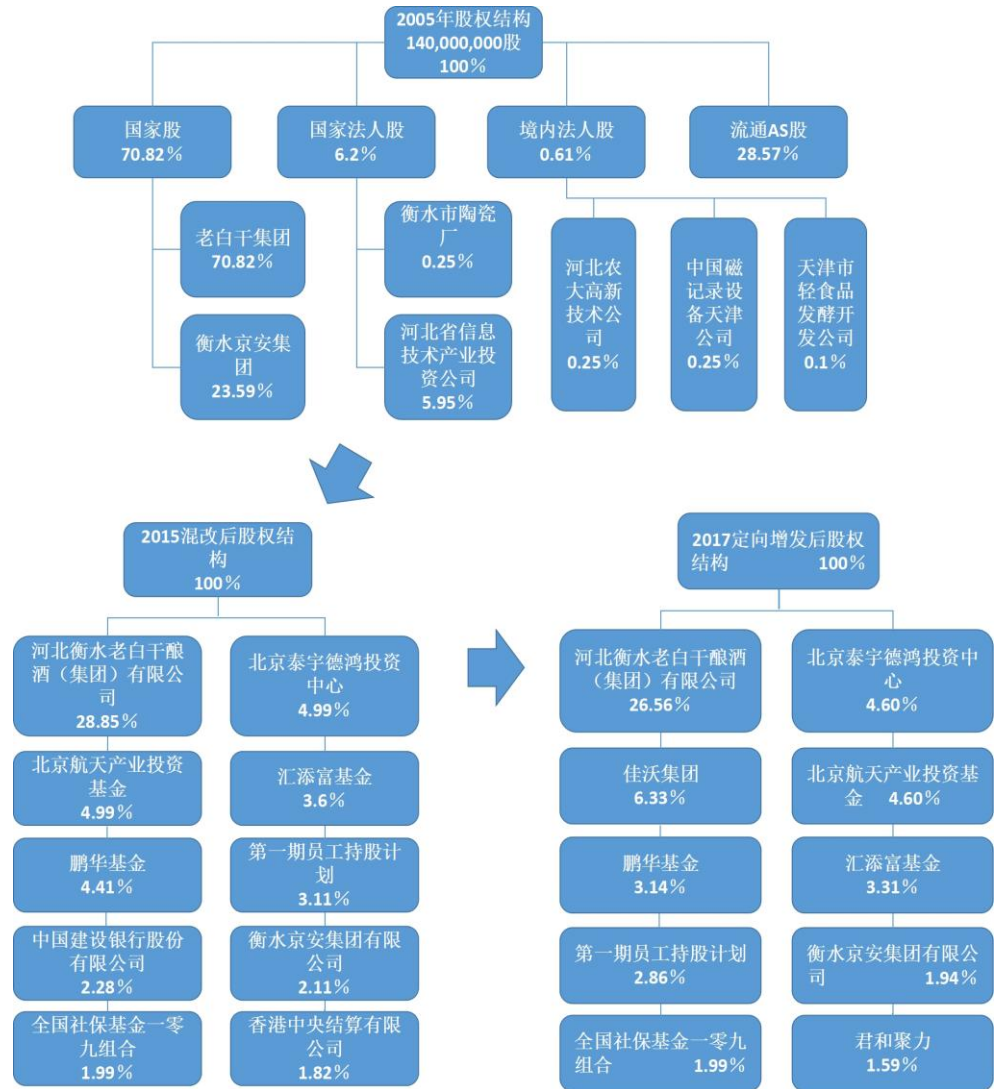 2005年股权结构
140,000,000股
100%
国家股
70.82%
国家法人股
6.2%
境内法人股
0.61%
流通AS股
28.57%
老白干集团
70.82%
衡水京安集
团
23.59%
衡水市陶瓷
厂
0.25%
河北省信息
技术产业投
资公司
5.95%
河北农
大高新
技术公
司
0.25%
中国磁
记录设
备天津
公司
0.25%
天津市
轻食品
发酵开
发公司
0.1%
2015混改后股权结
构
100%
河北衡水老白干酿
酒（集团）有限公
司
28.85%
北京泰宇德鸿投资
中心
4.99%
北京航天产业投资
基金
4.99%
汇添富基金
3.6%
鹏华基金
4.41%
第一期员工持股计
划
3.11%
中国建设银行股份
有限公司
2.28%
衡水京安集团有限
公司
2.11%
全国社保基金一零
九组合
1.99%
香港中央结算有限
公司
1.82%
2017定向增发后股权
结构 100%
河北衡水老白干酿酒
（集团）有限公司
26.56%
北京泰宇德鸿投资中
心
4.60%
佳沃集团
6.33%
北京航天产业投资基
金 4.60%
鹏华基金
3.14%
汇添富基金
3.31%
第一期员工持股计划
2.86%
衡水京安集团有限公
司 1.94%
全国社保基金一零九
组合 1.99%
君和聚力
1.59%